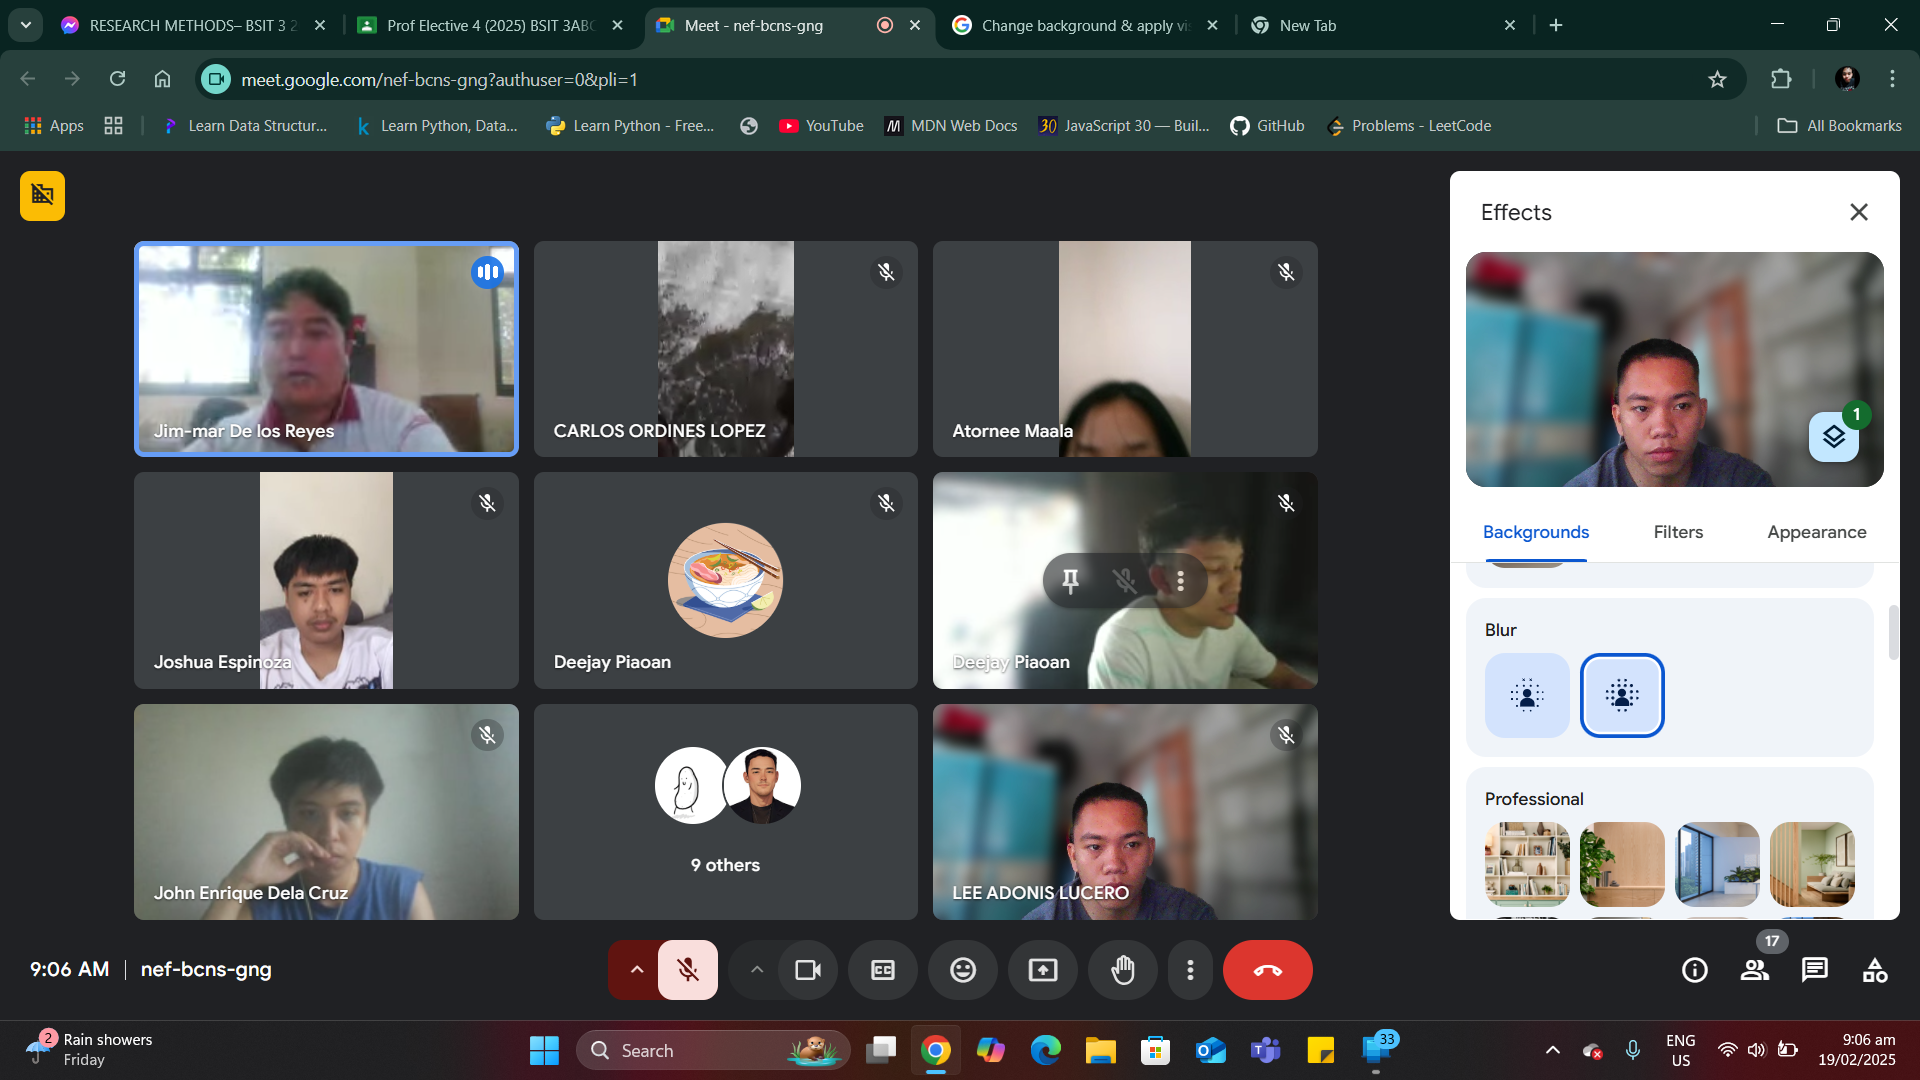 RESEARCH METHODS– BSIT 3 2
Prof Elective 4 (2025) BSIT 3ABC
Meet - nef-bcns-gng
Change background & apply vi
New Tab
meet.google.com/nef-bcns-gng?authuser=0&pli=1
Apps
Learn Data Structur...
Learn Python, Data...
Learn Python - Free...
YouTube
MDN Web Docs
30 JavaScript 30 — Buil...
GitHub
Problems - LeetCode
All Bookmarks
Effects
1
Jim-mar De los Reyes
CARLOS ORDINES LOPEZ
Atornee Maala
Backgrounds
Filters
Appearance
Blur
Joshua Espinoza
Deejay Piaoan
Deejay Piaoan
Professional
9 others
John Enrique Dela Cruz
LEE ADONIS LUCERO
9:06 AM
nef-bcns-gng
17
2
Rain showers
Friday
Search
33
ENG
US
9:06 am
19/02/2025